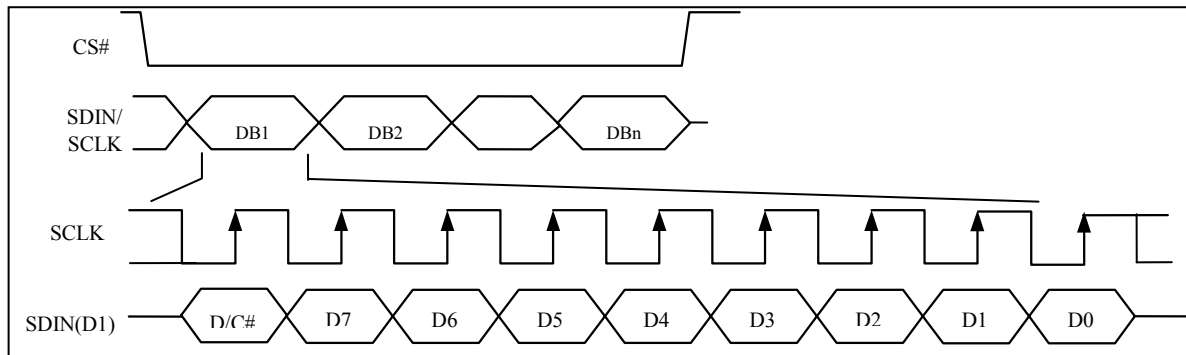 CS#
SDIN/
SCLK
DB1 DB2 DBn
SCLK
SDIN(D1) D/C# D7 D6 D5 D4 D3 D2 D1 D0